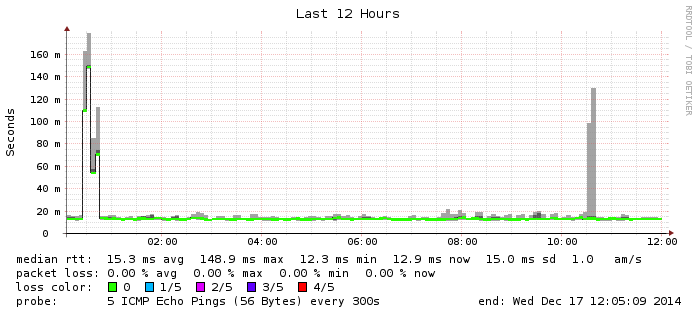 Last 12 Hours
RRDTOOL / TOBI OETIKER
Seconds
160 m
140 m
120 m
100 m
80 m
60 m
40 m
20 m
0
02:00 04:00 06:00 08:00 10:00 12:00
median rtt: 15.3 ms avg 148.9 ms max 12.3 ms min 12.9 ms now 15.0 ms sd 1.0 am/s
packet loss: 0.00 % avg 0.00 % max 0.00 % min 0.00 % now
loss color: 0 1/5 2/5 3/5 4/5
probe: 5 ICMP Echo Pings (56 Bytes) every 300s end: Wed Dec 17 12:05:09 2014